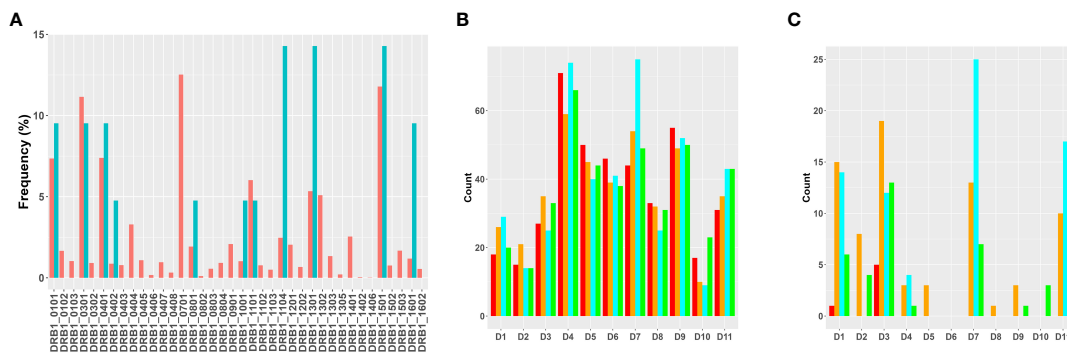 A
Frequency (%)
15
10
5
0
DRB1_0101
DRB1_0102
DRB1_0103
DRB1_0301
DRB1_0302
DRB1_0401
DRB1_0402
DRB1_0403
DRB1_0404
DRB1_0405
DRB1_0406
DRB1_0407
DRB1_0408
DRB1_0701
DRB1_0801
DRB1_0802
DRB1_0803
DRB1_0804
DRB1_0901
DRB1_1001
DRB1_1101
DRB1_1102
DRB1_1103
DRB1_1104
DRB1_1201
DRB1_1202
DRB1_1301
DRB1_1302
DRB1_1303
DRB1_1305
DRB1_1401
DRB1_1402
DRB1_1406
DRB1_1501
DRB1_1502
DRB1_1503
DRB1_1601
DRB1_1602
B
Count
60
40
20
0
D1 D2 D3 D4 D5 D6 D7 D8 D9 D10 D11
C
Count
25
20
15
10
5
0
D1 D2 D3 D4 D5 D6 D7 D8 D9 D10